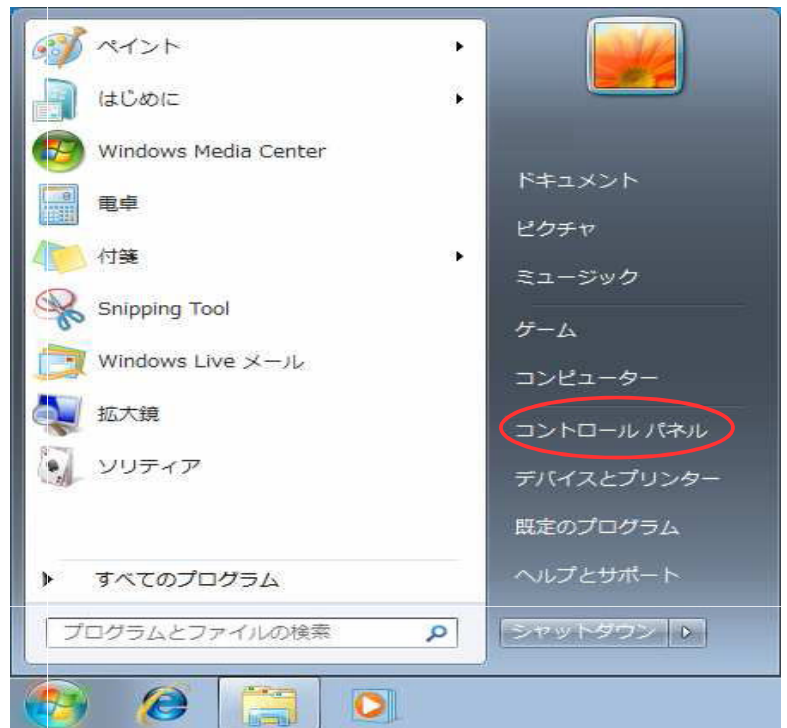 ペイント
はじめに
Windows Media Center
電卓
付箋
Snipping Tool
Windows Live メール
拡大鏡
ソリティア
すべてのプログラム
プログラムとファイルの検索
ドキュメント
ピクチャ
ミュージック
ゲーム
コンピューター
コントロール パネル
デバイスとプリンター
既定のプログラム
ヘルプとサポート
シャットダウン